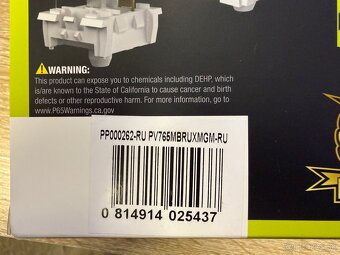 WARNING:
This product can expose you to chemicals including DEHP, which
is/are known to the State of California to cause cancer and birth
defects or other reproductive harm. For more information, go to
www.P65Warnings.ca.gov
PP000262-RU PV765MBRUXMGM-RU
0 814914 025437